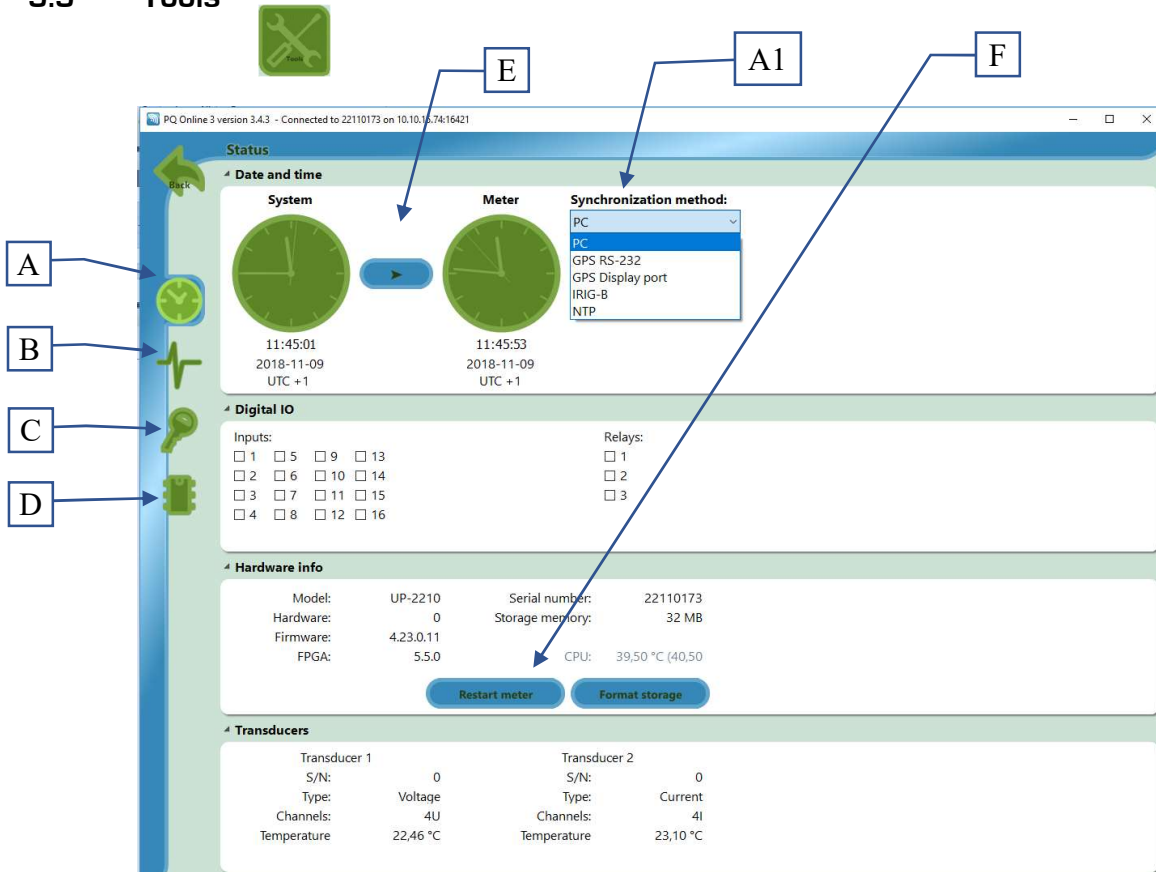 Tools
Tools
E
A1
F
PQ Online 3 version 3.4.3 - Connected to 22110173 on 10.10.15.74:16421
Back
Status
Date and time
System
Meter
Synchronization method:
PC
PC
GPS RS-232
GPS Display port
IRIG-B
NTP
11:45:01
2018-11-09
UTC +1
11:45:53
2018-11-09
UTC +1
A
B
C
D
Digital IO
Inputs:
1 5 9 13
2 6 10 14
3 7 11 15
4 8 12 16
Relays:
1
2
3
Hardware info
Model: UP-2210 Serial number: 22110173
Hardware: 0 Storage memory: 32 MB
Firmware: 4.23.0.11
FPGA: 5.5.0 CPU: 39,50 °C (40,50
Restart meter Format storage
Transducers
Transducer 1 Transducer 2
S/N: 0 S/N: 0
Type: Voltage Type: Current
Channels: 4U Channels: 4I
Temperature 22,46 °C Temperature 23,10 °C